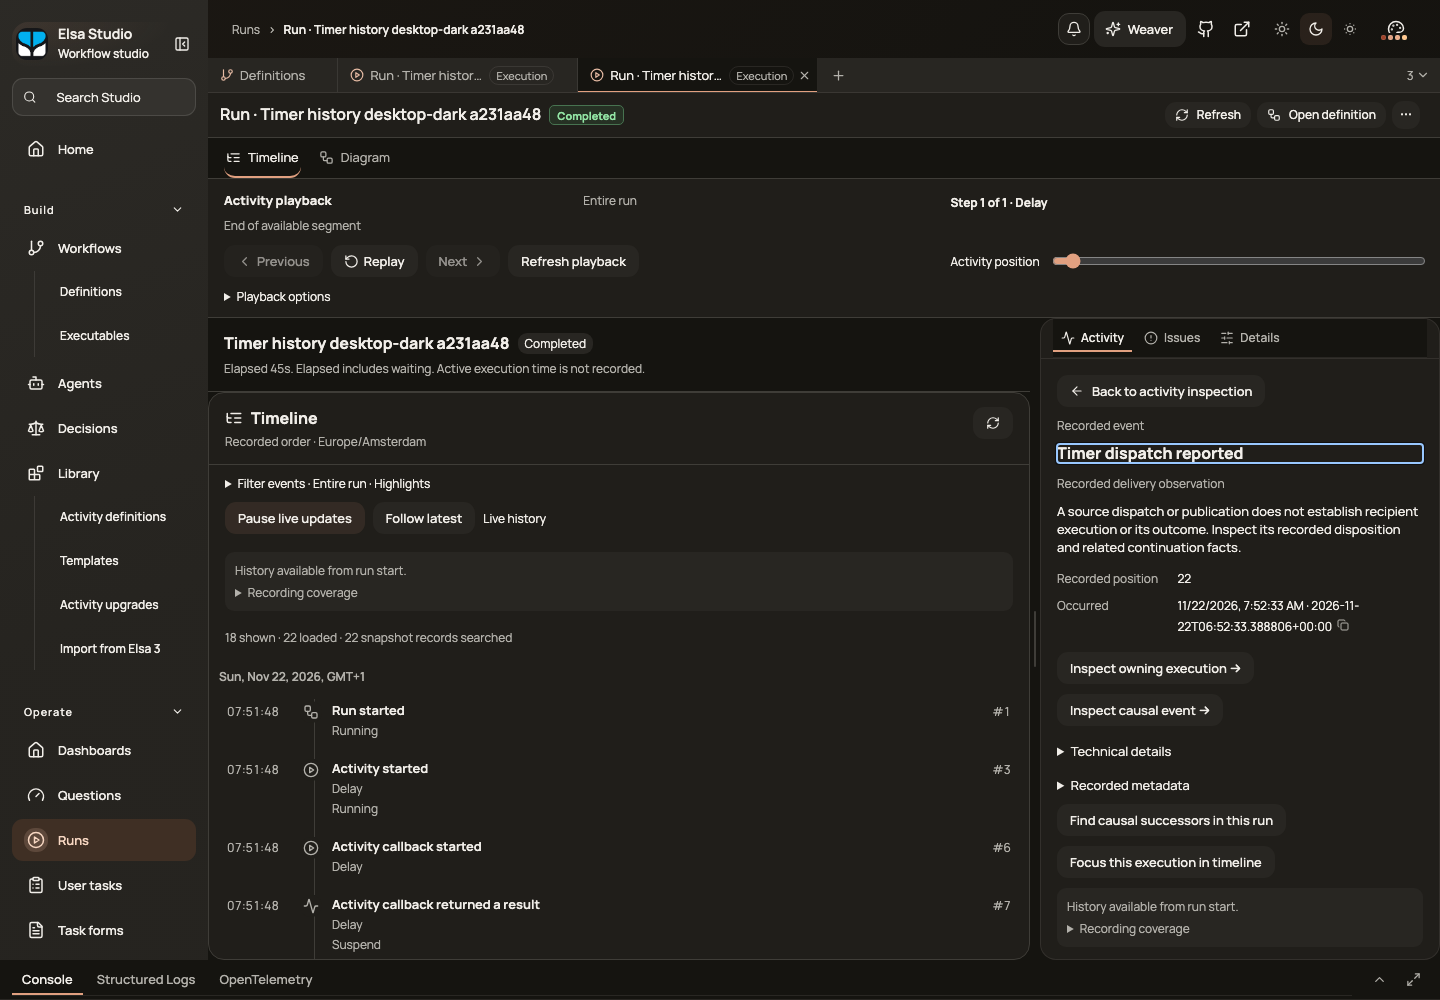 Elsa Studio
Workflow studio
Search Studio
Home
Build
Workflows
Definitions
Executables
Agents
Decisions
Library
Activity definitions
Templates
Activity upgrades
Import from Elsa 3
Operate
Dashboards
Questions
Runs
User tasks
Task forms
Runs › Run · Timer history desktop-dark a231aa48
Weaver
Definitions
Run · Timer histor... Execution
Run · Timer histor... Execution
3
Run · Timer history desktop-dark a231aa48 Completed
Refresh
Open definition
Timeline
Diagram
Activity playback
Entire run
Step 1 of 1 · Delay
End of available segment
Previous
Replay
Next
Refresh playback
Activity position
Playback options
Timer history desktop-dark a231aa48 Completed
Elapsed 45s. Elapsed includes waiting. Active execution time is not recorded.
Timeline
Recorded order · Europe/Amsterdam
Filter events · Entire run · Highlights
Pause live updates
Follow latest
Live history
History available from run start.
Recording coverage
18 shown · 22 loaded · 22 snapshot records searched
Sun, Nov 22, 2026, GMT+1
07:51:48 Run started #1
Running
07:51:48 Activity started #3
Delay
Running
07:51:48 Activity callback started #6
Delay
07:51:48 Activity callback returned a result #7
Delay
Suspend
Activity
Issues
Details
Back to activity inspection
Recorded event
Timer dispatch reported
Recorded delivery observation
A source dispatch or publication does not establish recipient
execution or its outcome. Inspect its recorded disposition
and related continuation facts.
Recorded position 22
Occurred 11/22/2026, 7:52:33 AM · 2026-11-
22T06:52:33.388806+00:00
Inspect owning execution →
Inspect causal event →
Technical details
Recorded metadata
Find causal successors in this run
Focus this execution in timeline
History available from run start.
Recording coverage
Console
Structured Logs
OpenTelemetry